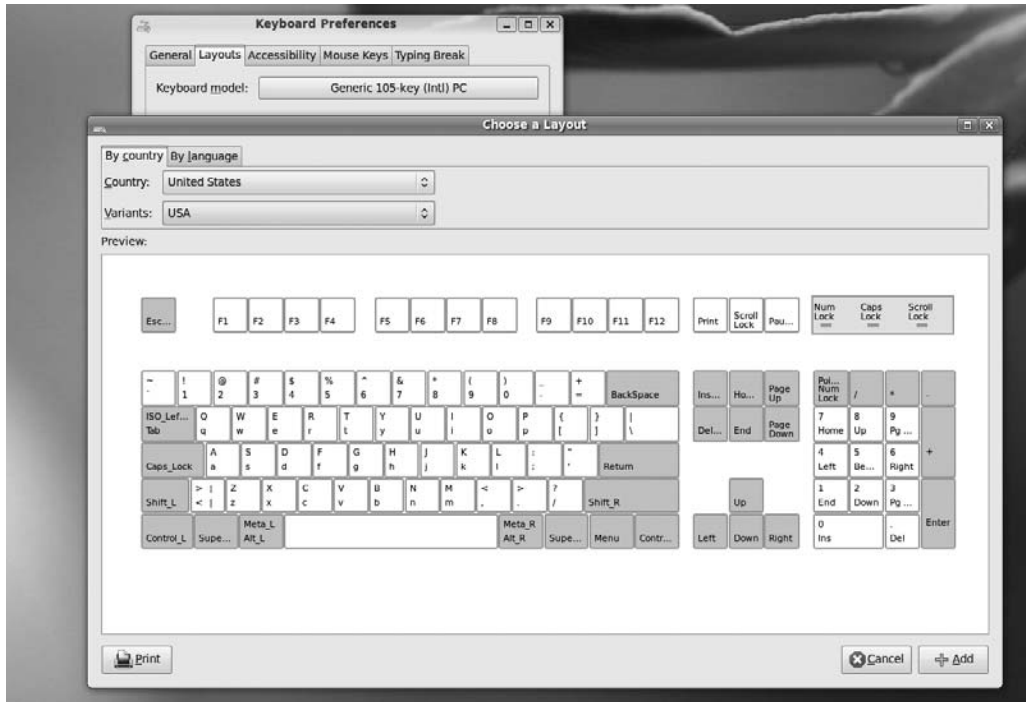 Keyboard Preferences
General Layouts Accessibility Mouse Keys Typing Break
Keyboard model: Generic 105-key (Intl) PC
Choose a Layout
By country By language
Country: United States
Variants: USA
Preview:
Esc... F1 F2 F3 F4 F5 F6 F7 F8 F9 F10 F11 F12 Print Scroll Lock Pau... Num Lock Caps Lock Scroll Lock
~ ! @ # $ % ^ & * ( ) _ +
` 1 2 3 4 5 6 7 8 9 0 - = BackSpace Ins... Ho... Page Up Poi... Num Lock / * -
ISO_Lef... Q W E R T Y U I O P { } |
Tab q w e r t y u i o p [ ] \ Del... End Page Down 7 Home 8 Up 9 Pg ...
A S D F G H J K L : "
Caps_Lock a s d f g h j k l ; ' Return 4 Left 5 Be... 6 Right +
> | Z X C V B N M < > ?
Shift_L < | z x c v b n m , . / Shift_R Up 1 End 2 Down 3 Pg ...
Control_L Supe... Meta_L Alt_L Meta_R Alt_R Supe... Menu Contr... Left Down Right 0 Ins . Del Enter
Print Cancel Add